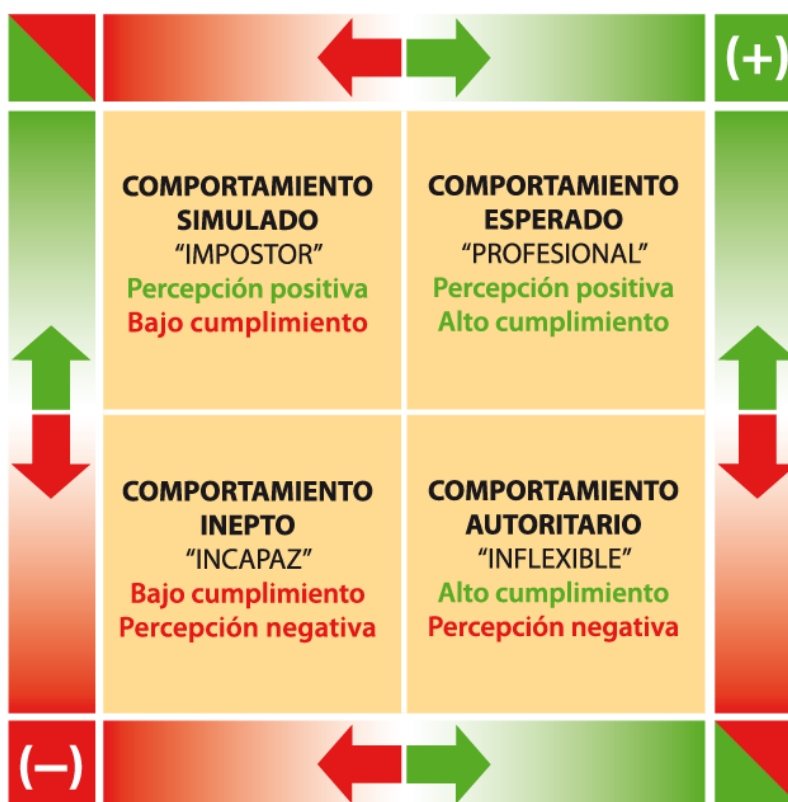 (+)
COMPORTAMIENTO
SIMULADO
“IMPOSTOR”
Percepción positiva
Bajo cumplimiento
COMPORTAMIENTO
ESPERADO
“PROFESIONAL”
Percepción positiva
Alto cumplimiento
COMPORTAMIENTO
INEPTO
“INCAPAZ”
Bajo cumplimiento
Percepción negativa
COMPORTAMIENTO
AUTORITARIO
“INFLEXIBLE”
Alto cumplimiento
Percepción negativa
(–)